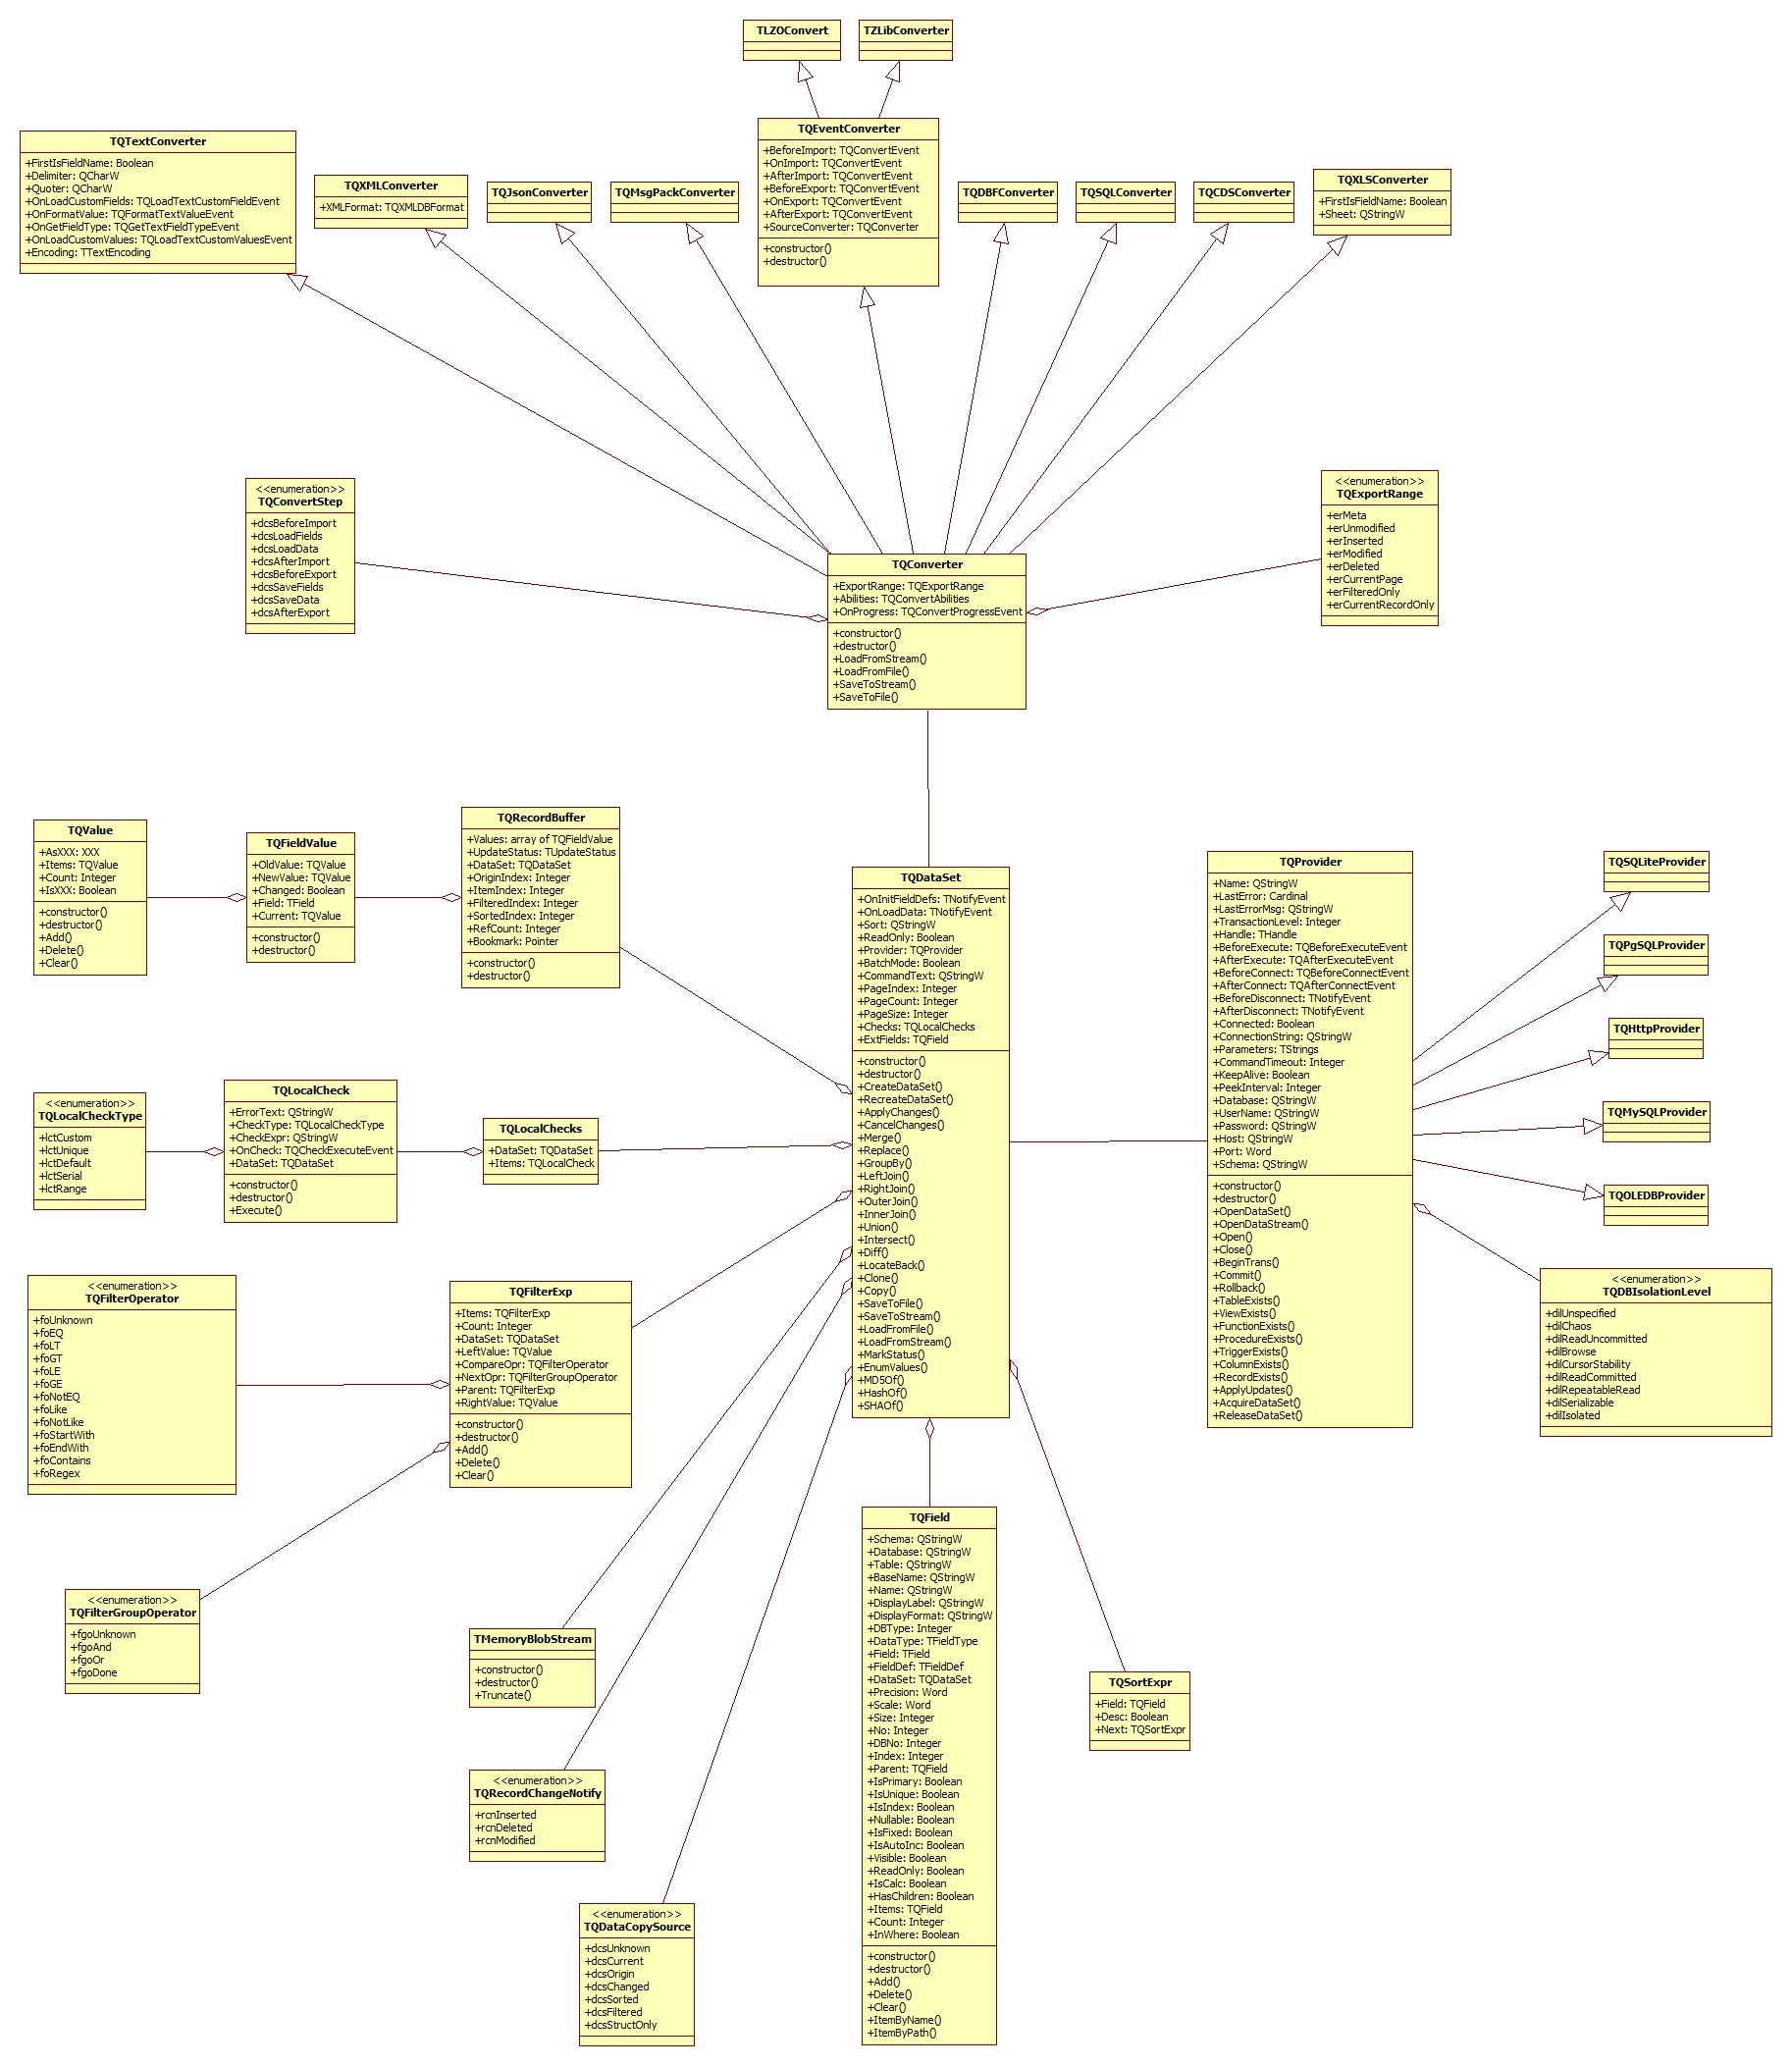 TLZOConvert
TZLibConverter
TQTextConverter
+FirstIsFieldName: Boolean
+Delimiter: QCharW
+Quoter: QCharW
+OnLoadCustomFields: TQLoadTextCustomFieldEvent
+OnFormatValue: TQFormatTextValueEvent
+OnGetFieldType: TQGetTextFieldTypeEvent
+OnLoadCustomValues: TQLoadTextCustomValuesEvent
+Encoding: TTextEncoding
TQXMLConverter
+XMLFormat: TQXMLDBFormat
TQJsonConverter
TQMsgPackConverter
TQEventConverter
+BeforeImport: TQConvertEvent
+OnImport: TQConvertEvent
+AfterImport: TQConvertEvent
+BeforeExport: TQConvertEvent
+OnExport: TQConvertEvent
+AfterExport: TQConvertEvent
+SourceConverter: TQConverter
+constructor()
+destructor()
TQDBFConverter
TQSQLConverter
TQCDSConverter
TQXLSConverter
+FirstIsFieldName: Boolean
+Sheet: QStringW
<<enumeration>>
TQConvertStep
+dcsBeforeImport
+dcsLoadFields
+dcsLoadData
+dcsAfterImport
+dcsBeforeExport
+dcsSaveFields
+dcsSaveData
+dcsAfterExport
TQConverter
+ExportRange: TQExportRange
+Abilities: TQConvertAbilities
+OnProgress: TQConvertProgressEvent
+constructor()
+destructor()
+LoadFromStream()
+LoadFromFile()
+SaveToStream()
+SaveToFile()
<<enumeration>>
TQExportRange
+erMeta
+erUnmodified
+erInserted
+erModified
+erDeleted
+erCurrentPage
+erFilteredOnly
+erCurrentRecordOnly
TQValue
+AsXXX: XXX
+Items: TQValue
+Count: Integer
+IsXXX: Boolean
+constructor()
+destructor()
+Add()
+Delete()
+Clear()
TQFieldValue
+OldValue: TQValue
+NewValue: TQValue
+Changed: Boolean
+Field: TField
+Current: TQValue
+constructor()
+destructor()
TQRecordBuffer
+Values: array of TQFieldValue
+UpdateStatus: TUpdateStatus
+DataSet: TQDataSet
+OriginIndex: Integer
+ItemIndex: Integer
+FilteredIndex: Integer
+SortedIndex: Integer
+RefCount: Integer
+Bookmark: Pointer
+constructor()
+destructor()
TQDataSet
+OnInitFieldDefs: TNotifyEvent
+OnLoadData: TNotifyEvent
+Sort: QStringW
+ReadOnly: Boolean
+Provider: TQProvider
+BatchMode: Boolean
+CommandText: QStringW
+PageIndex: Integer
+PageCount: Integer
+PageSize: Integer
+Checks: TQLocalChecks
+ExtFields: TQField
+constructor()
+destructor()
+CreateDataSet()
+RecreateDataSet()
+ApplyChanges()
+CancelChanges()
+Merge()
+Replace()
+GroupBy()
+LeftJoin()
+RightJoin()
+OuterJoin()
+InnerJoin()
+Union()
+Intersect()
+Diff()
+LocateBack()
+Clone()
+Copy()
+SaveToFile()
+SaveToStream()
+LoadFromFile()
+LoadFromStream()
+MarkStatus()
+EnumValues()
+MD5Of()
+HashOf()
+SHAOf()
TQProvider
+Name: QStringW
+LastError: Cardinal
+LastErrorMsg: QStringW
+TransactionLevel: Integer
+Handle: THandle
+BeforeExecute: TQBeforeExecuteEvent
+AfterExecute: TQAfterExecuteEvent
+BeforeConnect: TQBeforeConnectEvent
+AfterConnect: TQAfterConnectEvent
+BeforeDisconnect: TNotifyEvent
+AfterDisconnect: TNotifyEvent
+Connected: Boolean
+ConnectionString: QStringW
+Parameters: TStrings
+CommandTimeout: Integer
+KeepAlive: Boolean
+PeekInterval: Integer
+Database: QStringW
+UserName: QStringW
+Password: QStringW
+Host: QStringW
+Port: Word
+Schema: QStringW
+constructor()
+destructor()
+OpenDataSet()
+OpenDataStream()
+Open()
+Close()
+BeginTrans()
+Commit()
+Rollback()
+TableExists()
+ViewExists()
+FunctionExists()
+ProcedureExists()
+TriggerExists()
+ColumnExists()
+RecordExists()
+ApplyUpdates()
+AcquireDataSet()
+ReleaseDataSet()
TQSQLiteProvider
TQPgSQLProvider
TQHttpProvider
TQMySQLProvider
TQOLEDBProvider
<<enumeration>>
TQDBIsolationLevel
+dilUnspecified
+dilChaos
+dilReadUncommitted
+dilBrowse
+dilCursorStability
+dilReadCommitted
+dilRepeatableRead
+dilSerializable
+dilIsolated
<<enumeration>>
TQLocalCheckType
+lctCustom
+lctUnique
+lctDefault
+lctSerial
+lctRange
TQLocalCheck
+ErrorText: QStringW
+CheckType: TQLocalCheckType
+CheckExpr: QStringW
+OnCheck: TQCheckExecuteEvent
+DataSet: TQDataSet
+constructor()
+destructor()
+Execute()
TQLocalChecks
+DataSet: TQDataSet
+Items: TQLocalCheck
<<enumeration>>
TQFilterOperator
+foUnknown
+foEQ
+foLT
+foGT
+foLE
+foGE
+foNotEQ
+foLike
+foNotLike
+foStartWith
+foEndWith
+foContains
+foRegex
TQFilterExp
+Items: TQFilterExp
+Count: Integer
+DataSet: TQDataSet
+LeftValue: TQValue
+CompareOpr: TQFilterOperator
+NextOpr: TQFilterGroupOperator
+Parent: TQFilterExp
+RightValue: TQValue
+constructor()
+destructor()
+Add()
+Delete()
+Clear()
<<enumeration>>
TQFilterGroupOperator
+fgoUnknown
+fgoAnd
+fgoOr
+fgoDone
TMemoryBlobStream
+constructor()
+destructor()
+Truncate()
<<enumeration>>
TQRecordChangeNotify
+rcnInserted
+rcnDeleted
+rcnModified
<<enumeration>>
TQDataCopySource
+dcsUnknown
+dcsCurrent
+dcsOrigin
+dcsChanged
+dcsSorted
+dcsFiltered
+dcsStructOnly
TQField
+Schema: QStringW
+Database: QStringW
+Table: QStringW
+BaseName: QStringW
+Name: QStringW
+DisplayLabel: QStringW
+DisplayFormat: QStringW
+DBType: Integer
+DataType: TFieldType
+Field: TField
+FieldDef: TFieldDef
+DataSet: TQDataSet
+Precision: Word
+Scale: Word
+Size: Integer
+No: Integer
+DBNo: Integer
+Index: Integer
+Parent: TQField
+IsPrimary: Boolean
+IsUnique: Boolean
+IsIndex: Boolean
+Nullable: Boolean
+IsFixed: Boolean
+IsAutoInc: Boolean
+Visible: Boolean
+ReadOnly: Boolean
+IsCalc: Boolean
+HasChildren: Boolean
+Items: TQField
+Count: Integer
+InWhere: Boolean
+constructor()
+destructor()
+Add()
+Delete()
+Clear()
+ItemByName()
+ItemByPath()
TQSortExpr
+Field: TQField
+Desc: Boolean
+Next: TQSortExpr